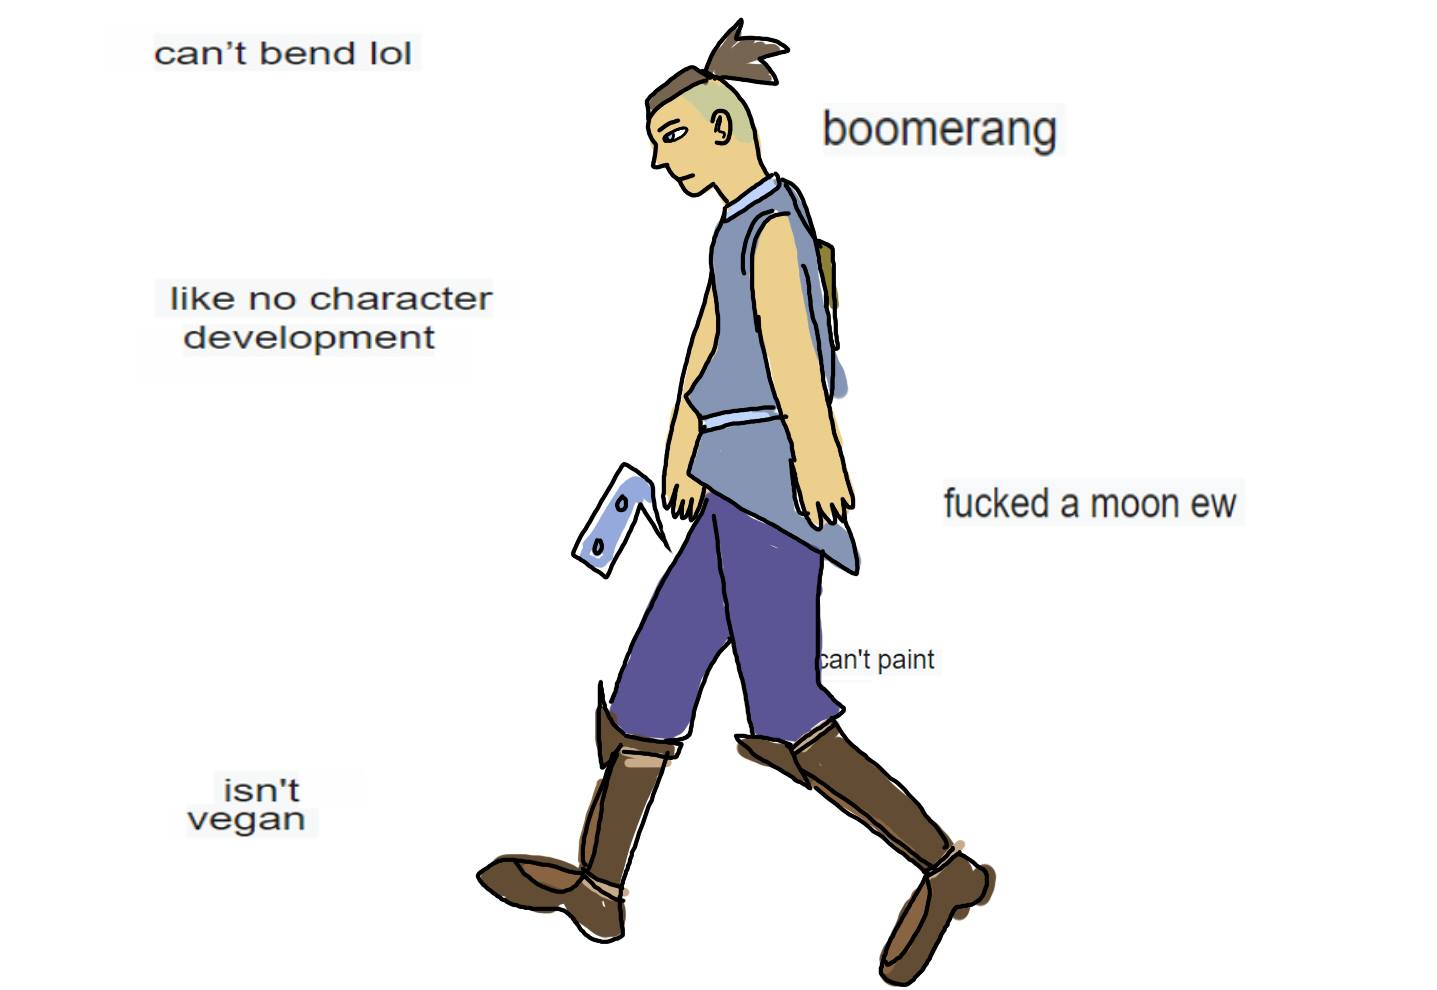 can't bend lol
boomerang
like no character
development
fucked a moon ew
can't paint
isn't
vegan